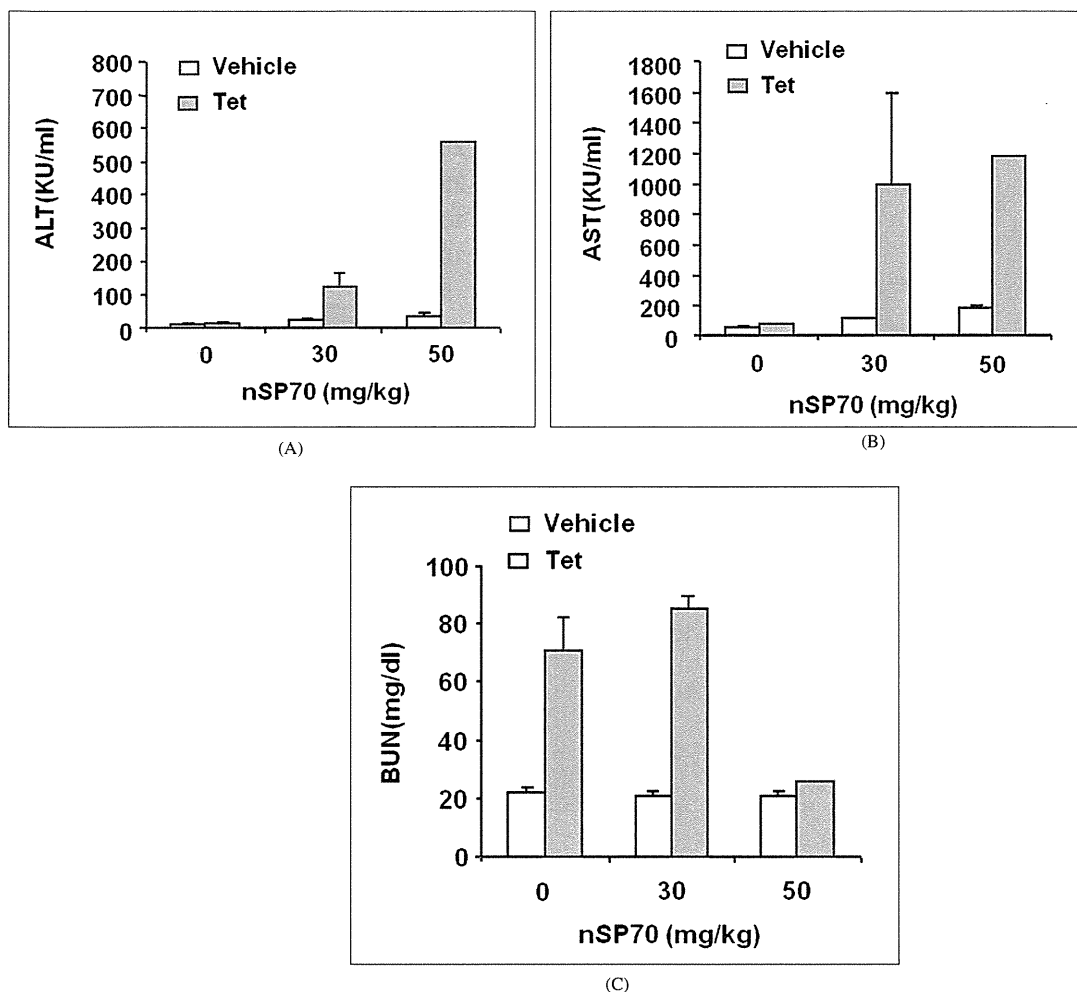 800
700
600
500
400
300
200
100
0
ALT(KU/ml)
Vehicle
Tet
0 30 50
nSP70 (mg/kg)
(A)
1800
1600
1400
1200
1000
800
600
400
200
0
AST(KU/ml)
Vehicle
Tet
0 30 50
nSP70 (mg/kg)
(B)
Vehicle
Tet
100
80
60
40
20
0
BUN(mg/dl)
0 30 50
nSP70 (mg/kg)
(C)